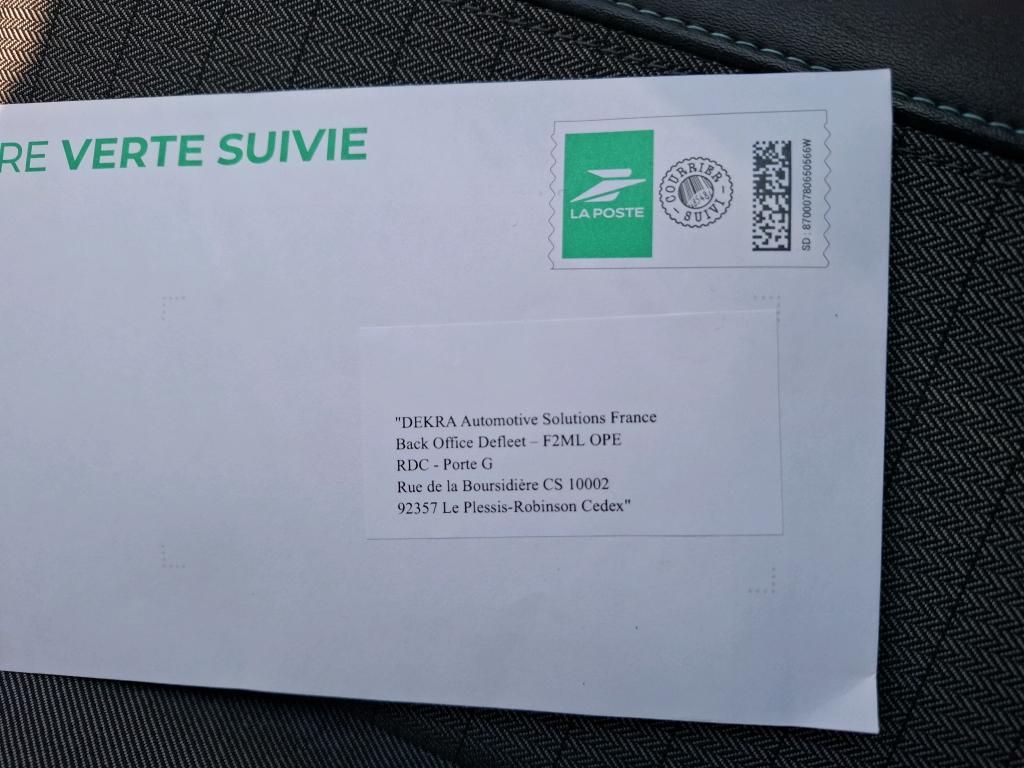 RE VERTE SUIVIE
LA POSTE
COURRIER
SUIVI
SD : 87000780650566W
"DEKRA Automotive Solutions France
Back Office Defleet – F2ML OPE
RDC - Porte G
Rue de la Boursidière CS 10002
92357 Le Plessis-Robinson Cedex"